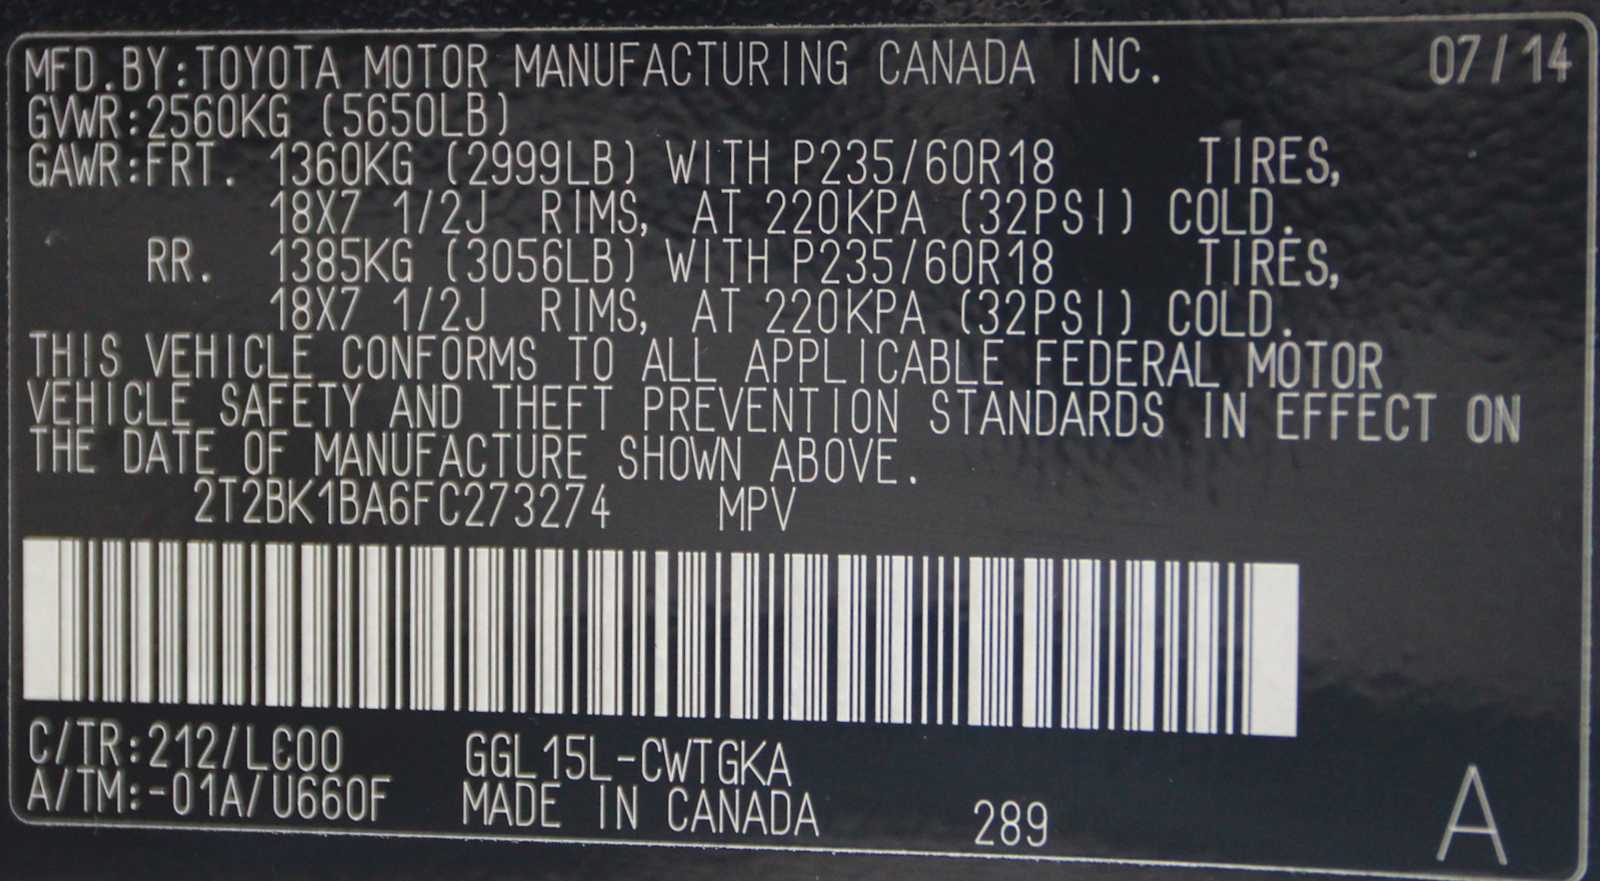 MFD.BY:TOYOTA MOTOR MANUFACTURING CANADA INC. 07/14
GVWR:2560KG (5650LB)
GAWR:FRT. 1360KG (2999LB) WITH P235/60R18 TIRES,
18X7 1/2J RIMS, AT 220KPA (32PSI) COLD.
RR. 1385KG (3056LB) WITH P235/60R18 TIRES,
18X7 1/2J RIMS, AT 220KPA (32PSI) COLD.
THIS VEHICLE CONFORMS TO ALL APPLICABLE FEDERAL MOTOR
VEHICLE SAFETY AND THEFT PREVENTION STANDARDS IN EFFECT ON
THE DATE OF MANUFACTURE SHOWN ABOVE.
2T2BK1BA6FC273274 MPV
C/TR:212/LC00 GGL15L-CWTGKA
A/TM:-01A/U660F MADE IN CANADA 289 A